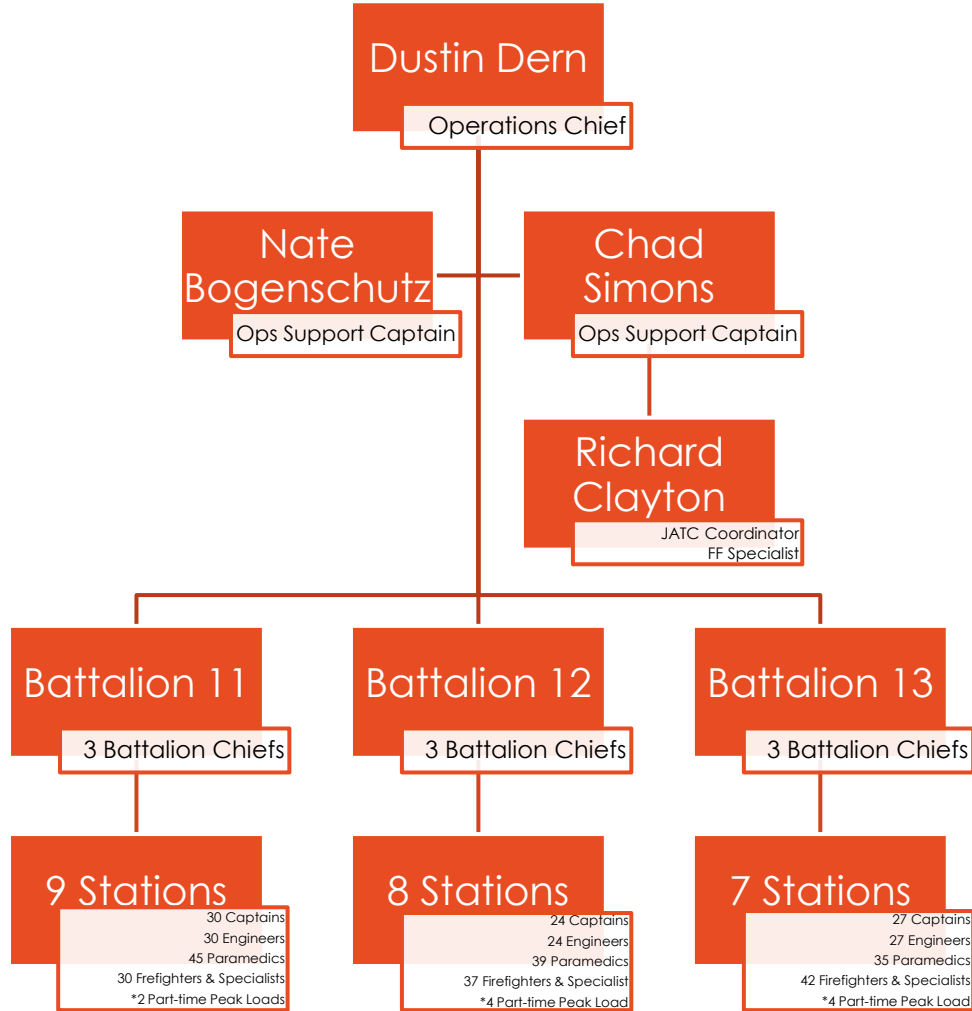 Dustin Dern
Operations Chief
Nate
Bogenschutz
Ops Support Captain
Chad
Simons
Ops Support Captain
Richard
Clayton
JATC Coordinator
FF Specialist
Battalion 11
3 Battalion Chiefs
Battalion 12
3 Battalion Chiefs
Battalion 13
3 Battalion Chiefs
9 Stations
30 Captains
30 Engineers
45 Paramedics
30 Firefighters & Specialists
*2 Part-time Peak Loads
8 Stations
24 Captains
24 Engineers
39 Paramedics
37 Firefighters & Specialist
*4 Part-time Peak Load
7 Stations
27 Captains
27 Engineers
35 Paramedics
42 Firefighters & Specialists
*4 Part-time Peak Load